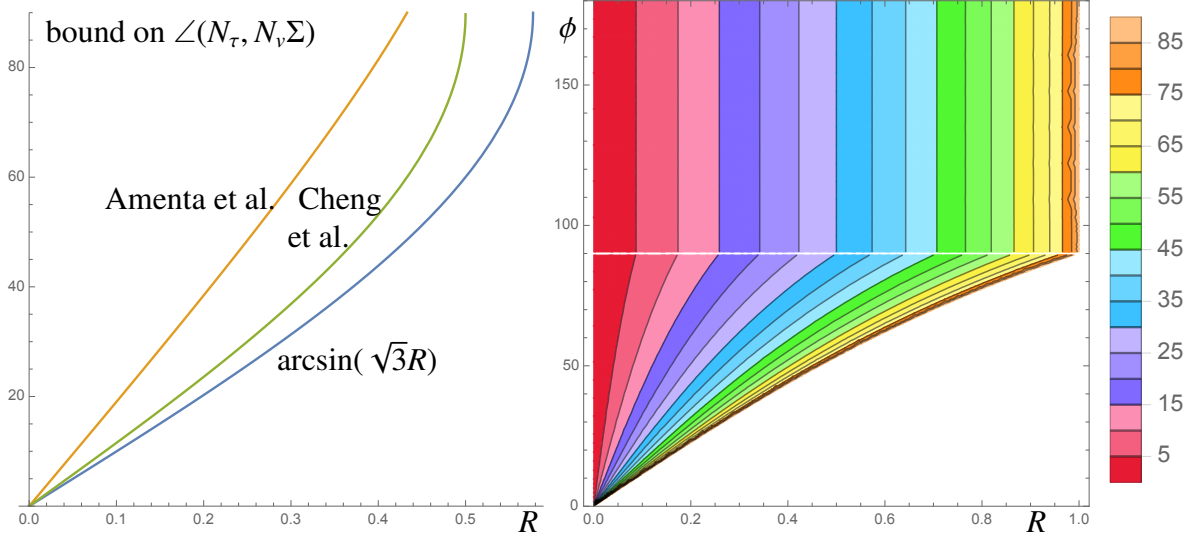 bound on ∠(N_τ, N_vΣ)
80
60
40
20
Amenta et al.
Cheng
et al.
arcsin(√3R)
0.0 0.1 0.2 0.3 0.4 0.5
R
ϕ
150
100
50
0
0.0 0.2 0.4 0.6 0.8 1.0
R
85
75
65
55
45
35
25
15
5